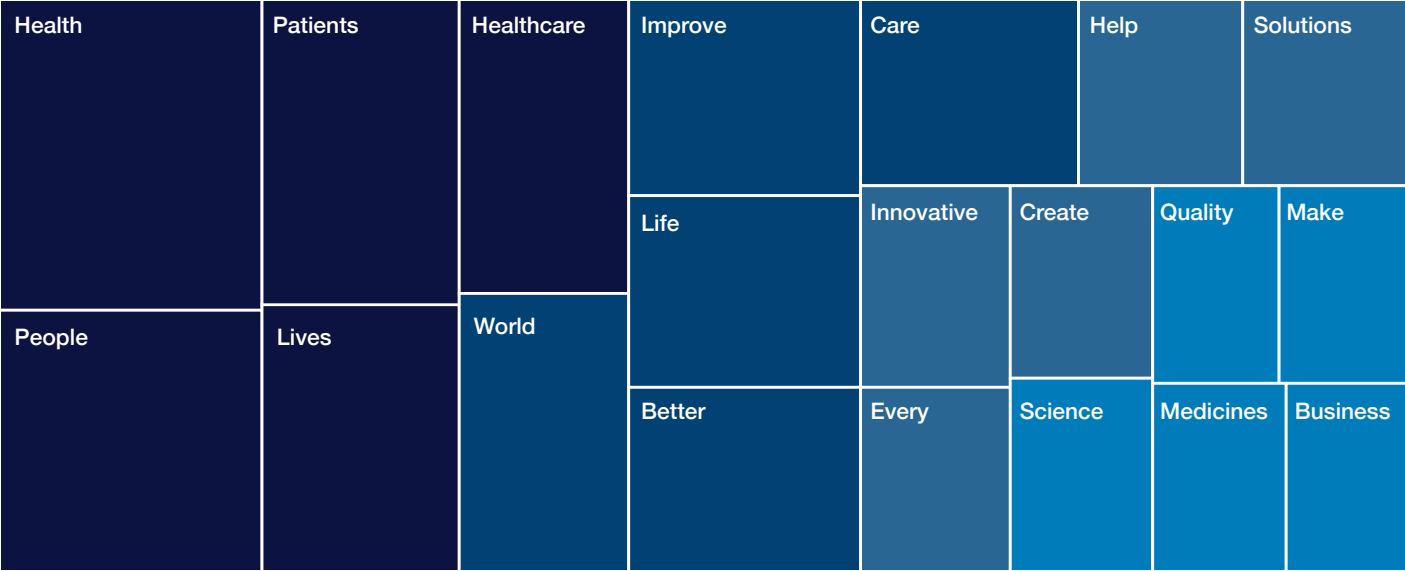 Health
Patients
Healthcare
Improve
Care
Help
Solutions
Innovative
Create
Quality
Make
Life
World
People
Lives
Better
Every
Science
Medicines
Business